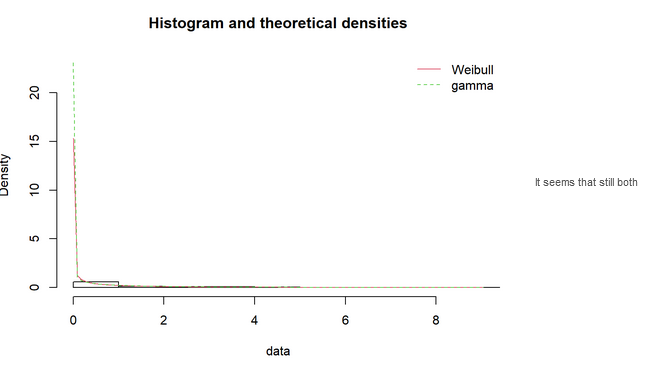 Histogram and theoretical densities
Weibull
gamma
Density
20
15
10
5
0
0 2 4 6 8
data
It seems that still both